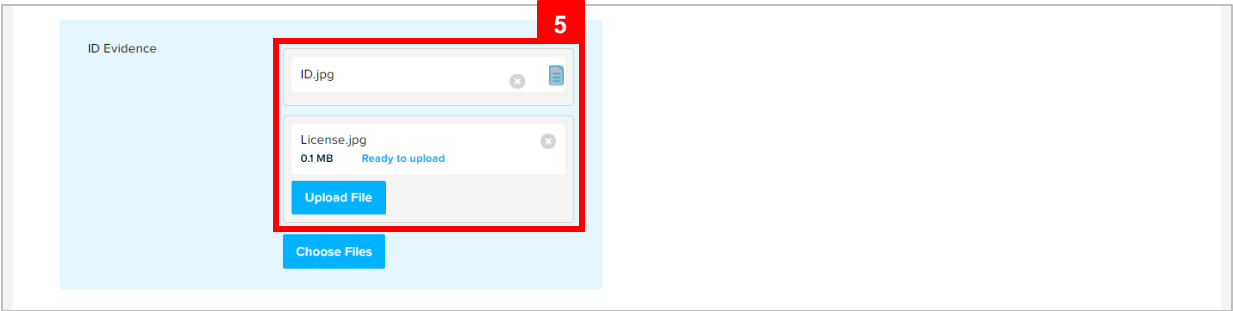 5
ID Evidence
ID.jpg
License.jpg
0.1 MB Ready to upload
Upload File
Choose Files